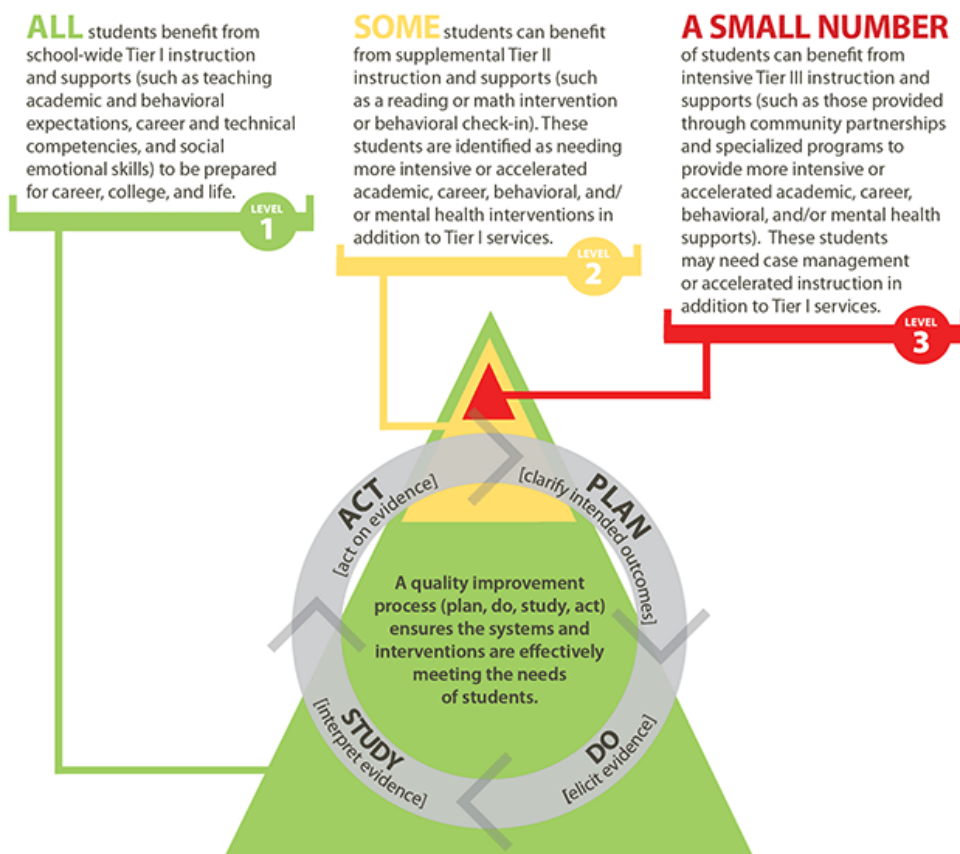 ALL students benefit from
school-wide Tier I instruction
and supports (such as teaching
academic and behavioral
expectations, career and technical
competencies, and social
emotional skills) to be prepared
for career, college, and life.
LEVEL
1
SOME students can benefit
from supplemental Tier II
instruction and supports (such
as a reading or math intervention
or behavioral check-in). These
students are identified as needing
more intensive or accelerated
academic, career, behavioral, and/
or mental health interventions in
addition to Tier I services.
LEVEL
2
A SMALL NUMBER
of students can benefit from
intensive Tier III instruction and
supports (such as those provided
through community partnerships
and specialized programs to
provide more intensive or
accelerated academic, career,
behavioral, and/or mental health
supports). These students
may need case management
or accelerated instruction in
addition to Tier I services.
LEVEL
3
PLAN
[clarify intended outcomes]
DO
[elicit evidence]
STUDY
[interpret evidence]
ACT
[act on evidence]
A quality improvement
process (plan, do, study, act)
ensures the systems and
interventions are effectively
meeting the needs
of students.